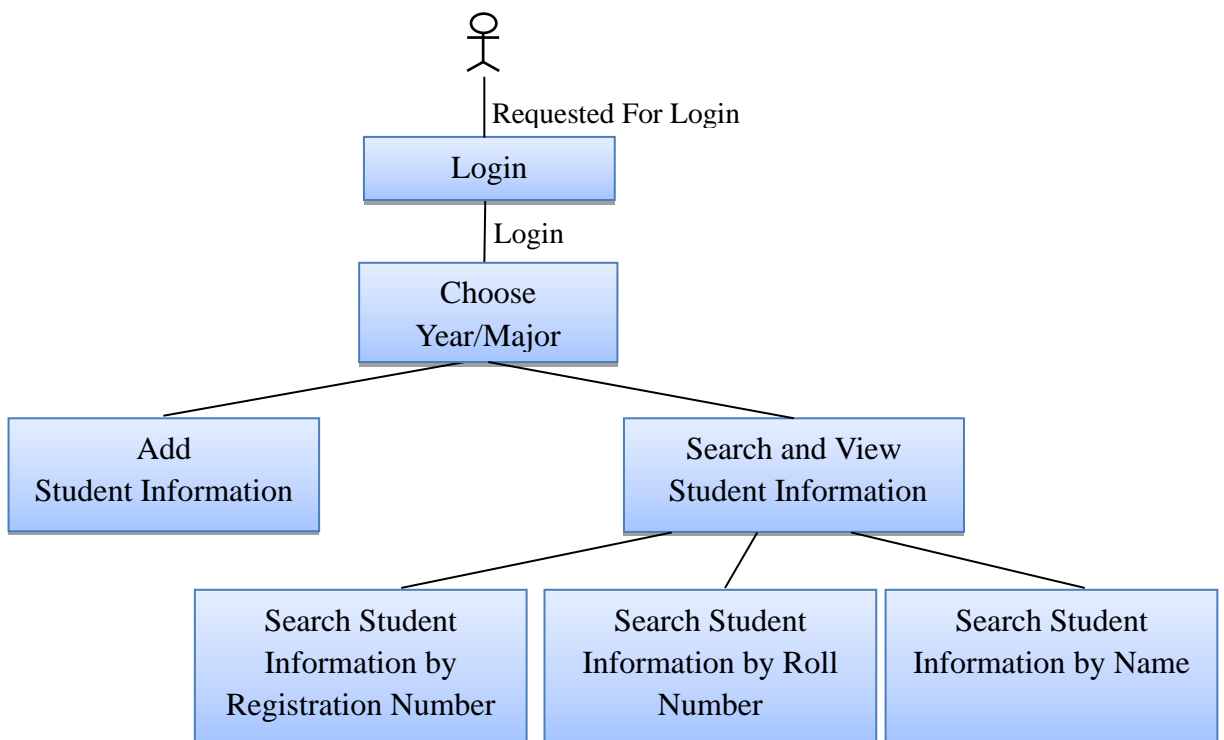 Requested For Login
Login
Login
Choose
Year/Major
Add
Student Information
Search and View
Student Information
Search Student
Information by
Registration Number
Search Student
Information by Roll
Number
Search Student
Information by Name